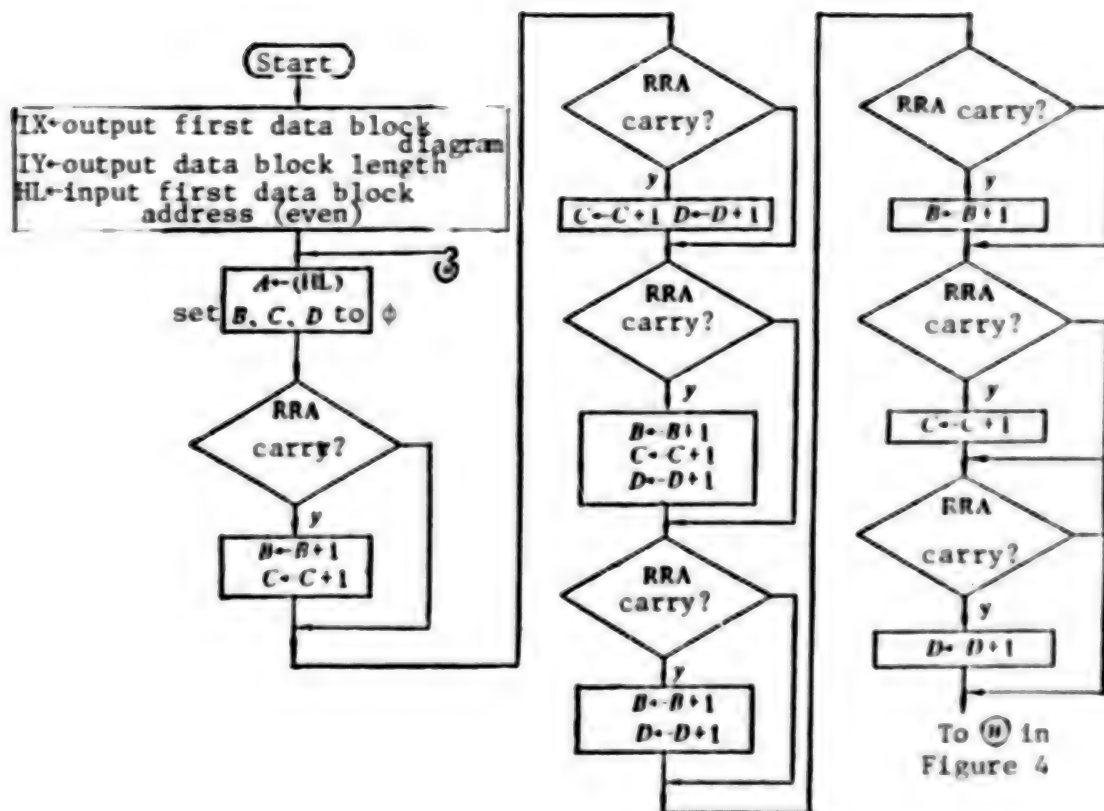 Start
IX←output first data block
diagram
IY←output data block length
HL←input first data block
address (even)
3
A←(HL)
set B、C、D to φ
RRA
carry?
y
B←B+1
C←C+1
RRA
carry?
y
C←C+1 D←D+1
RRA
carry?
y
B←B+1
C←C+1
D←D+1
RRA
carry?
y
B←B+1
D←D+1
RRA carry?
y
B←B+1
RRA
carry?
y
C←C+1
RRA
carry?
y
D←D+1
To in
Figure 4